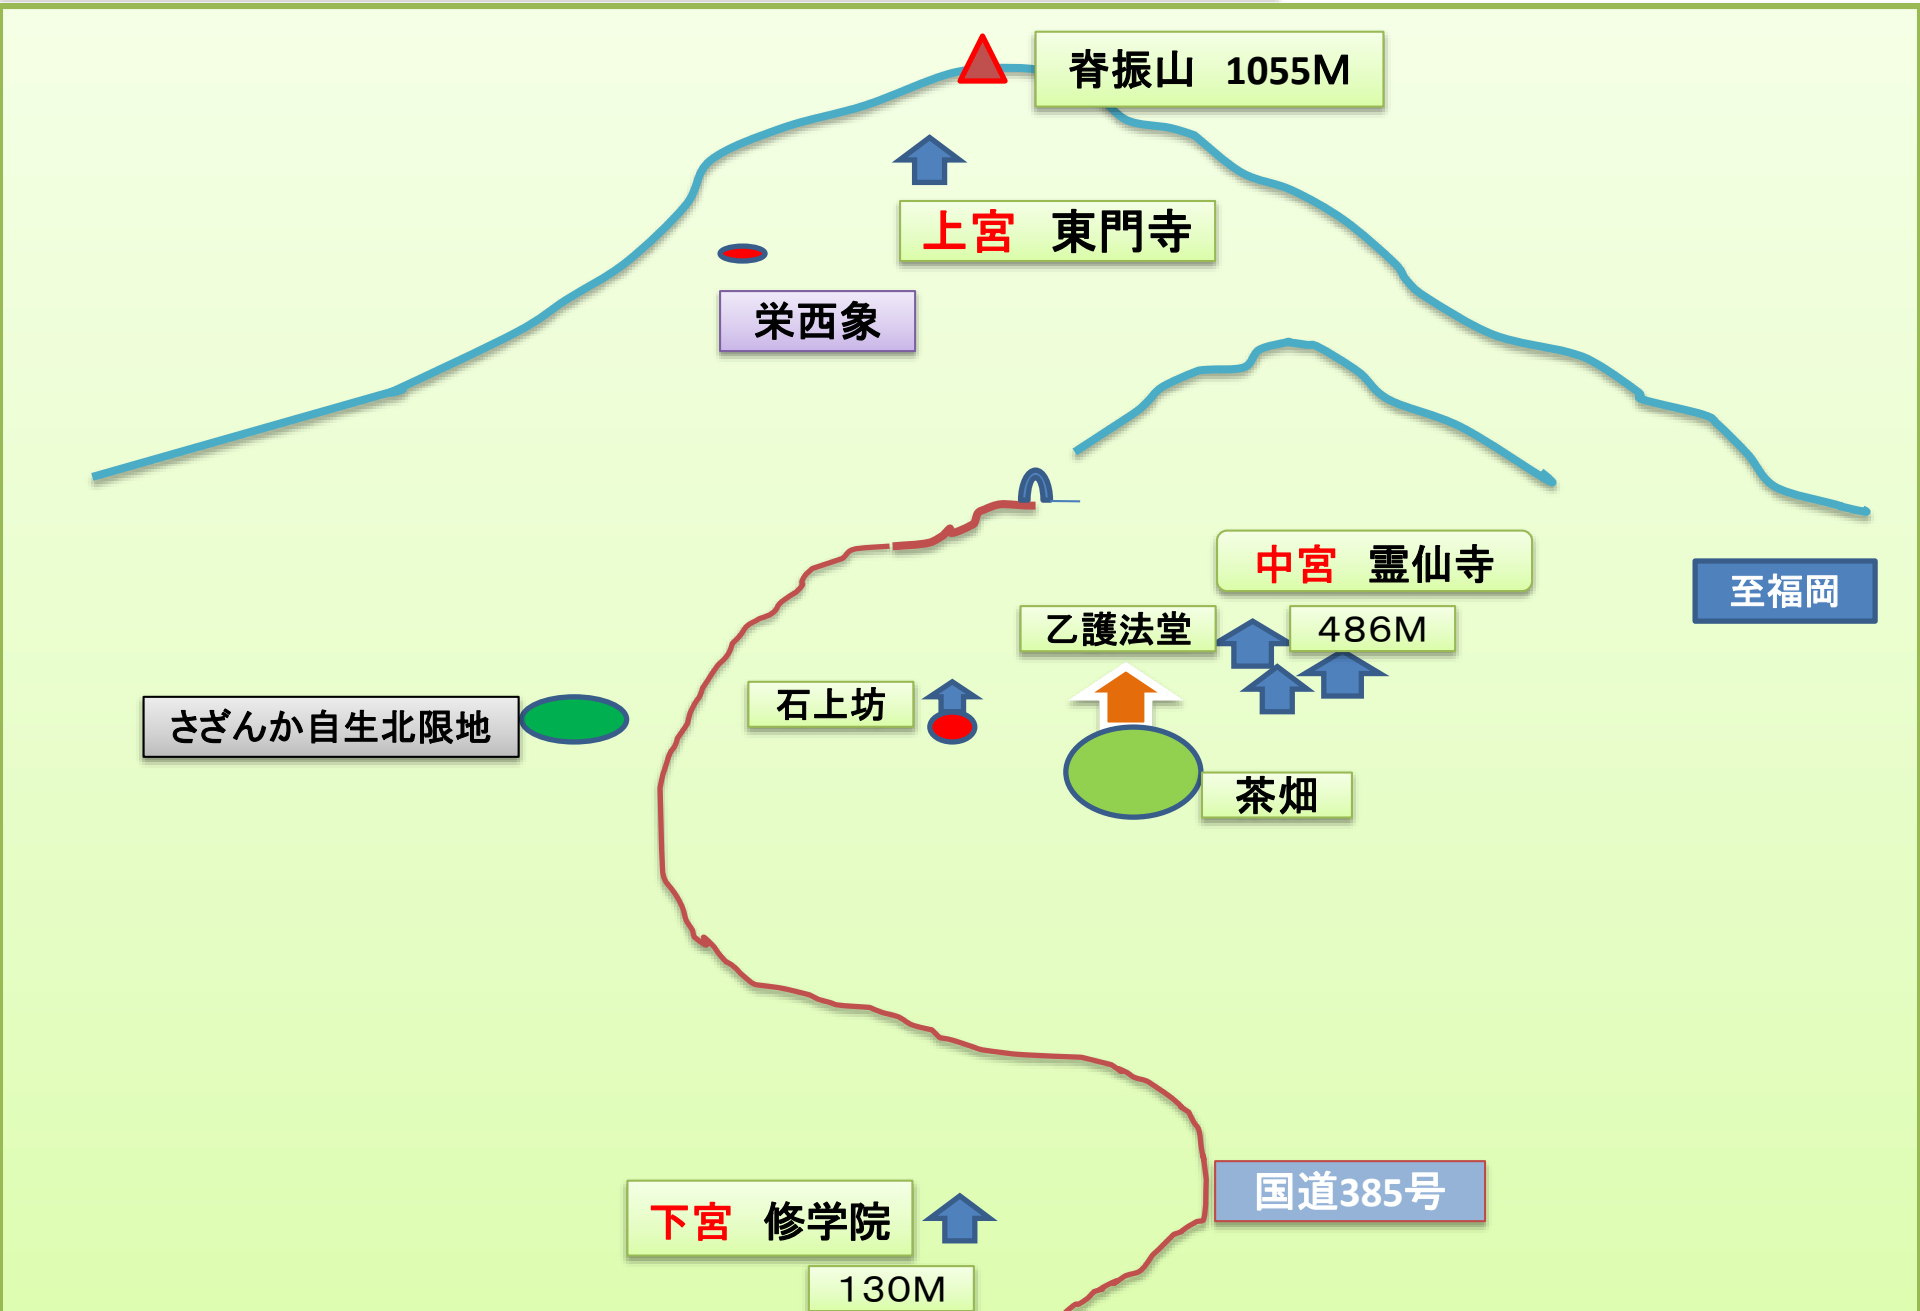 脊振山　1055M
上宮　東門寺
栄西象
中宮　霊仙寺
至福岡
乙護法堂
486M
石上坊
さざんか自生北限地
茶畑
国道385号
下宮　修学院
130M